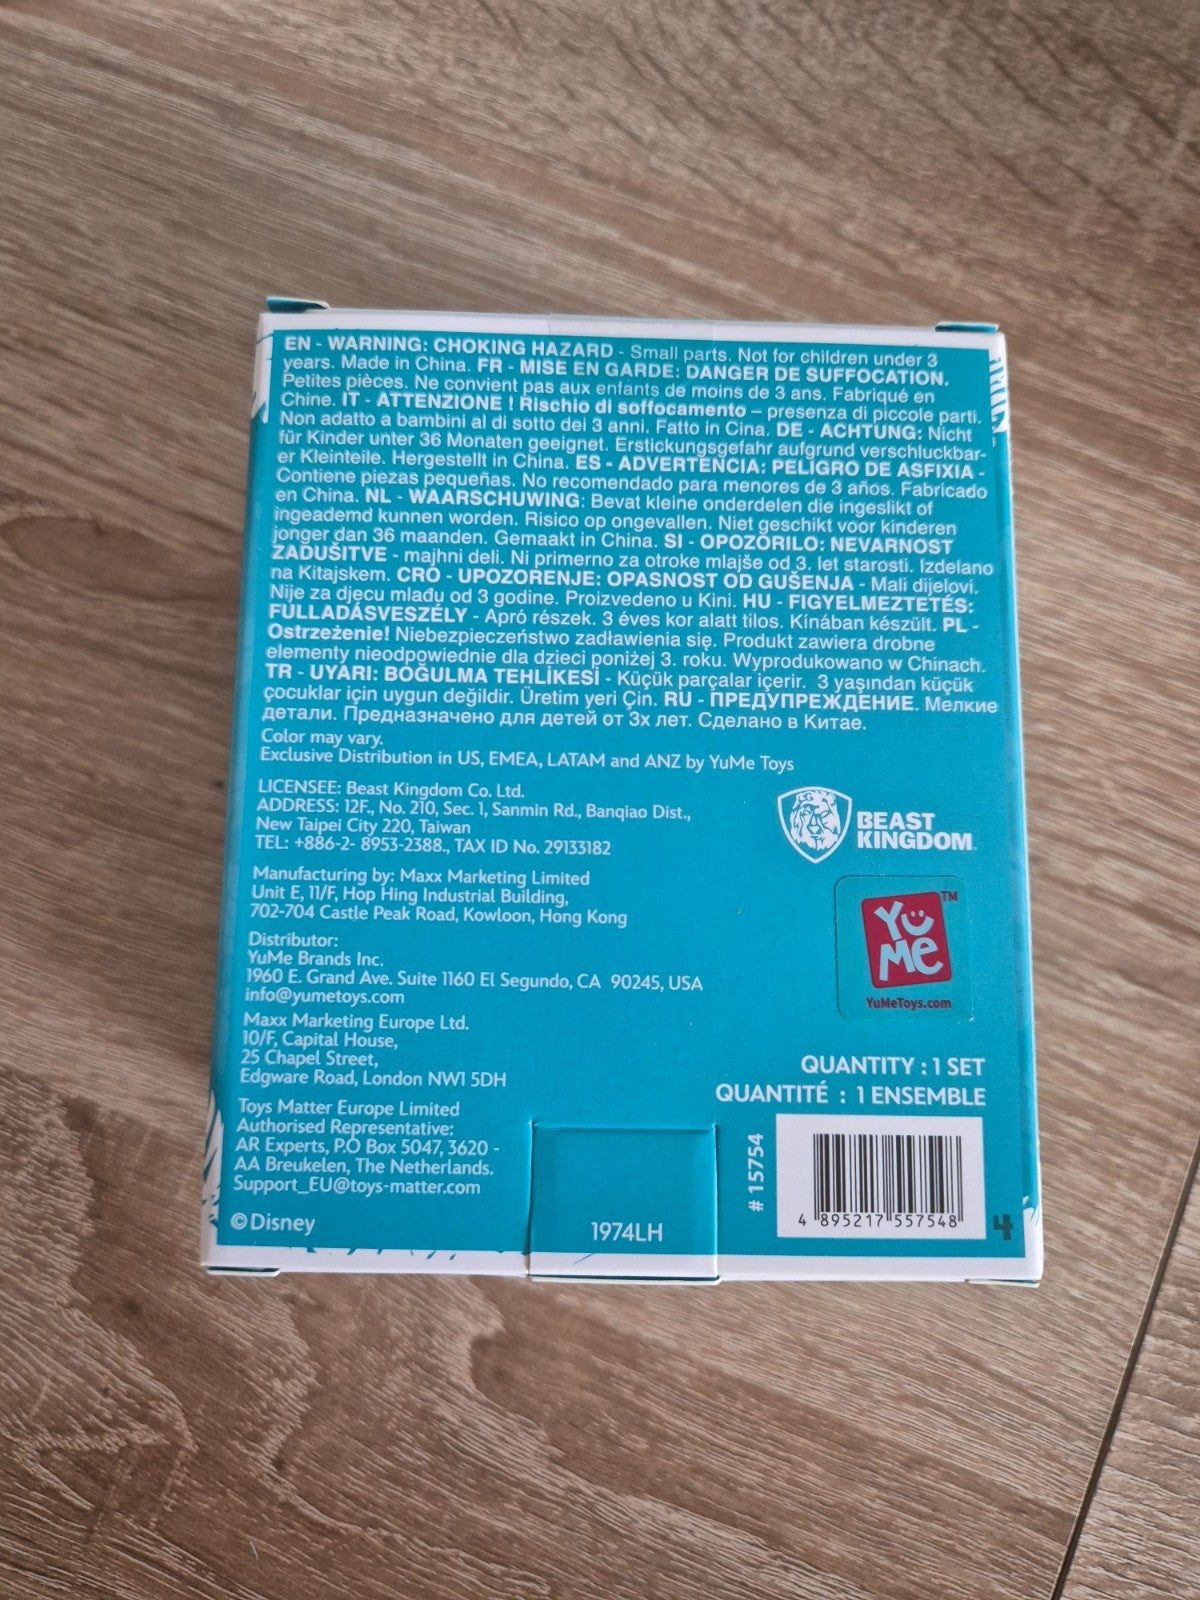 EN - WARNING: CHOKING HAZARD - Small parts. Not for children under 3
years. Made in China. FR - MISE EN GARDE: DANGER DE SUFFOCATION.
Petites pièces. Ne convient pas aux enfants de moins de 3 ans. Fabriqué en
Chine. IT - ATTENZIONE ! Rischio di soffocamento – presenza di piccole parti.
Non adatto a bambini al di sotto dei 3 anni. Fatto in Cina. DE - ACHTUNG: Nicht
für Kinder unter 36 Monaten geeignet. Erstickungsgefahr aufgrund verschluckbar-
er Kleinteile. Hergestellt in China. ES - ADVERTENCIA: PELIGRO DE ASFIXIA -
Contiene piezas pequeñas. No recomendado para menores de 3 años. Fabricado
en China. NL - WAARSCHUWING: Bevat kleine onderdelen die ingeslikt of
ingeademd kunnen worden. Risico op ongevallen. Niet geschikt voor kinderen
jonger dan 36 maanden. Gemaakt in China. SI - OPOZORILO: NEVARNOST
ZADUŠITVE - majhni deli. Ni primerno za otroke mlajše od 3. let starosti. Izdelano
na Kitajskem. CRO - UPOZORENJE: OPASNOST OD GUŠENJA - Mali dijelovi.
Nije za djecu mlađu od 3 godine. Proizvedeno u Kini. HU - FIGYELMEZTETÉS:
FULLADÁSVESZÉLY - Apró részek. 3 éves kor alatt tilos. Kínában készült. PL -
Ostrzeżenie! Niebezpieczeństwo zadławienia się. Produkt zawiera drobne
elementy nieodpowiednie dla dzieci poniżej 3. roku. Wyprodukowano w Chinach.
TR - UYARI: BOĞULMA TEHLİKESİ - Küçük parçalar içerir. 3 yaşından küçük
çocuklar için uygun değildir. Üretim yeri Çin. RU - ПРЕДУПРЕЖДЕНИЕ. Мелкие
детали. Предназначено для детей от 3х лет. Сделано в Китае.
Color may vary.
Exclusive Distribution in US, EMEA, LATAM and ANZ by YuMe Toys
LICENSEE: Beast Kingdom Co. Ltd.
ADDRESS: 12F., No. 210, Sec. 1, Sanmin Rd., Banqiao Dist.,
New Taipei City 220, Taiwan
TEL: +886-2- 8953-2388., TAX ID No. 29133182
BEAST
KINGDOM
Manufacturing by: Maxx Marketing Limited
Unit E, 11/F, Hop Hing Industrial Building,
702-704 Castle Peak Road, Kowloon, Hong Kong
YuMe TM
YuMeToys.com
Distributor:
YuMe Brands Inc.
1960 E. Grand Ave. Suite 1160 El Segundo, CA 90245, USA
info@yumetoys.com
Maxx Marketing Europe Ltd.
10/F, Capital House,
25 Chapel Street,
Edgware Road, London NW1 5DH
QUANTITY : 1 SET
QUANTITÉ : 1 ENSEMBLE
Toys Matter Europe Limited
Authorised Representative:
AR Experts, P.O Box 5047, 3620 -
AA Breukelen, The Netherlands.
Support_EU@toys-matter.com
©Disney
1974LH
# 15754
4 895217 557548
4